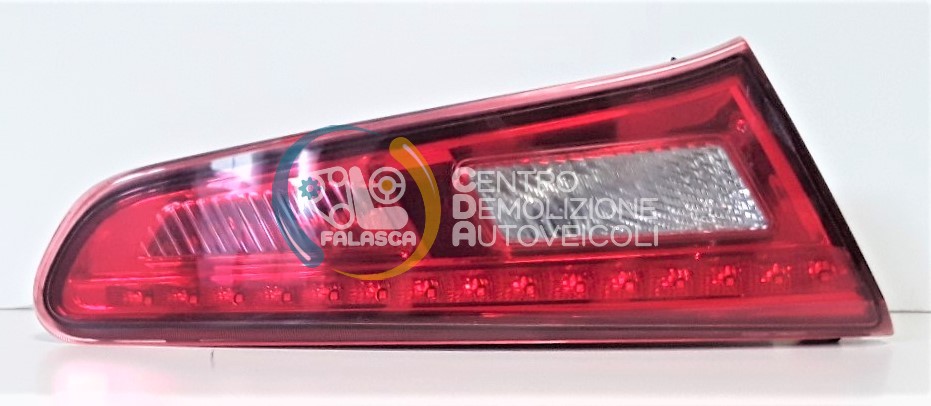 FALASCA
CENTRO
DEMOLIZIONE
AUTOVEICOLI